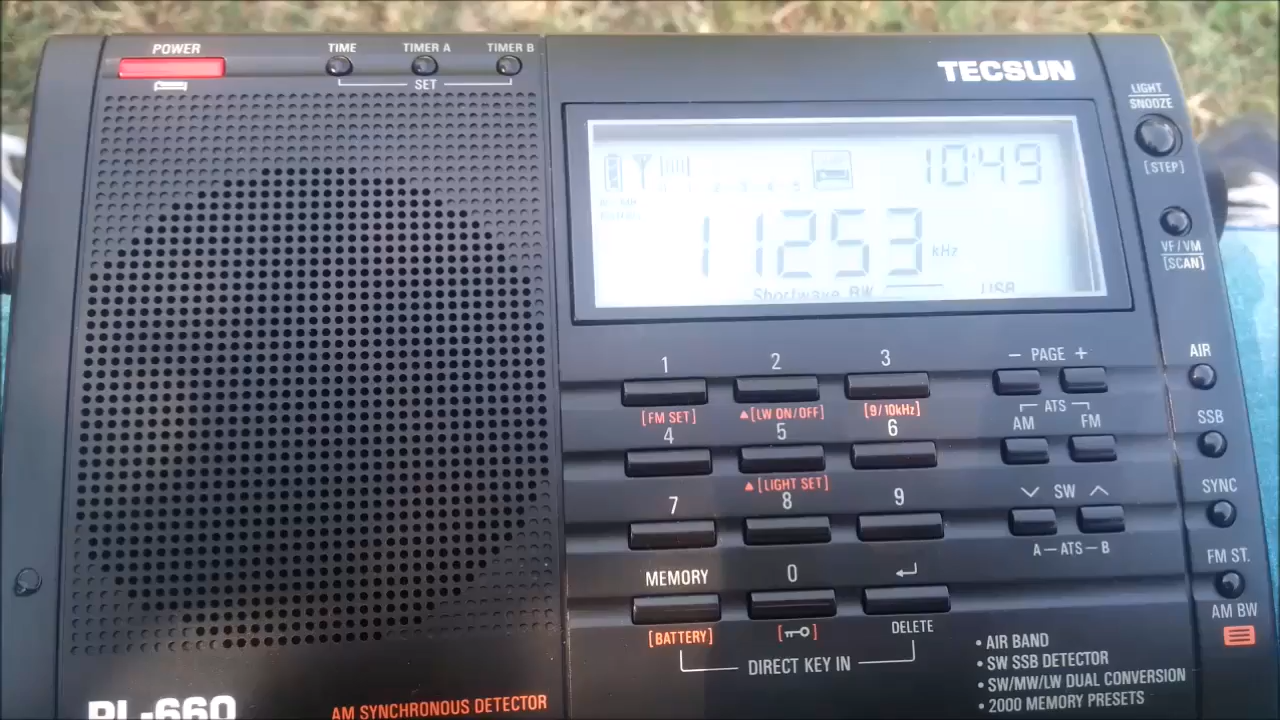 POWER
TIME
TIMER A
TIMER B
SET
TECSUN
LIGHT
SNOOZE
[STEP]
10:49
11253 kHz
Shortwave BW
USB
VF/VM
[SCAN]
1
2
3
- PAGE +
AIR
[FM SET]
▲[LW ON/OFF]
[9/10kHz]
ATS
AM
FM
SSB
4
5
6
▲[LIGHT SET]
SW
SYNC
7
8
9
A-ATS-B
FM ST.
MEMORY
0
AM BW
[BATTERY]
DELETE
DIRECT KEY IN
• AIR BAND
• SW SSB DETECTOR
• SW/MW/LW DUAL CONVERSION
• 2000 MEMORY PRESETS
PL-660
AM SYNCHRONOUS DETECTOR